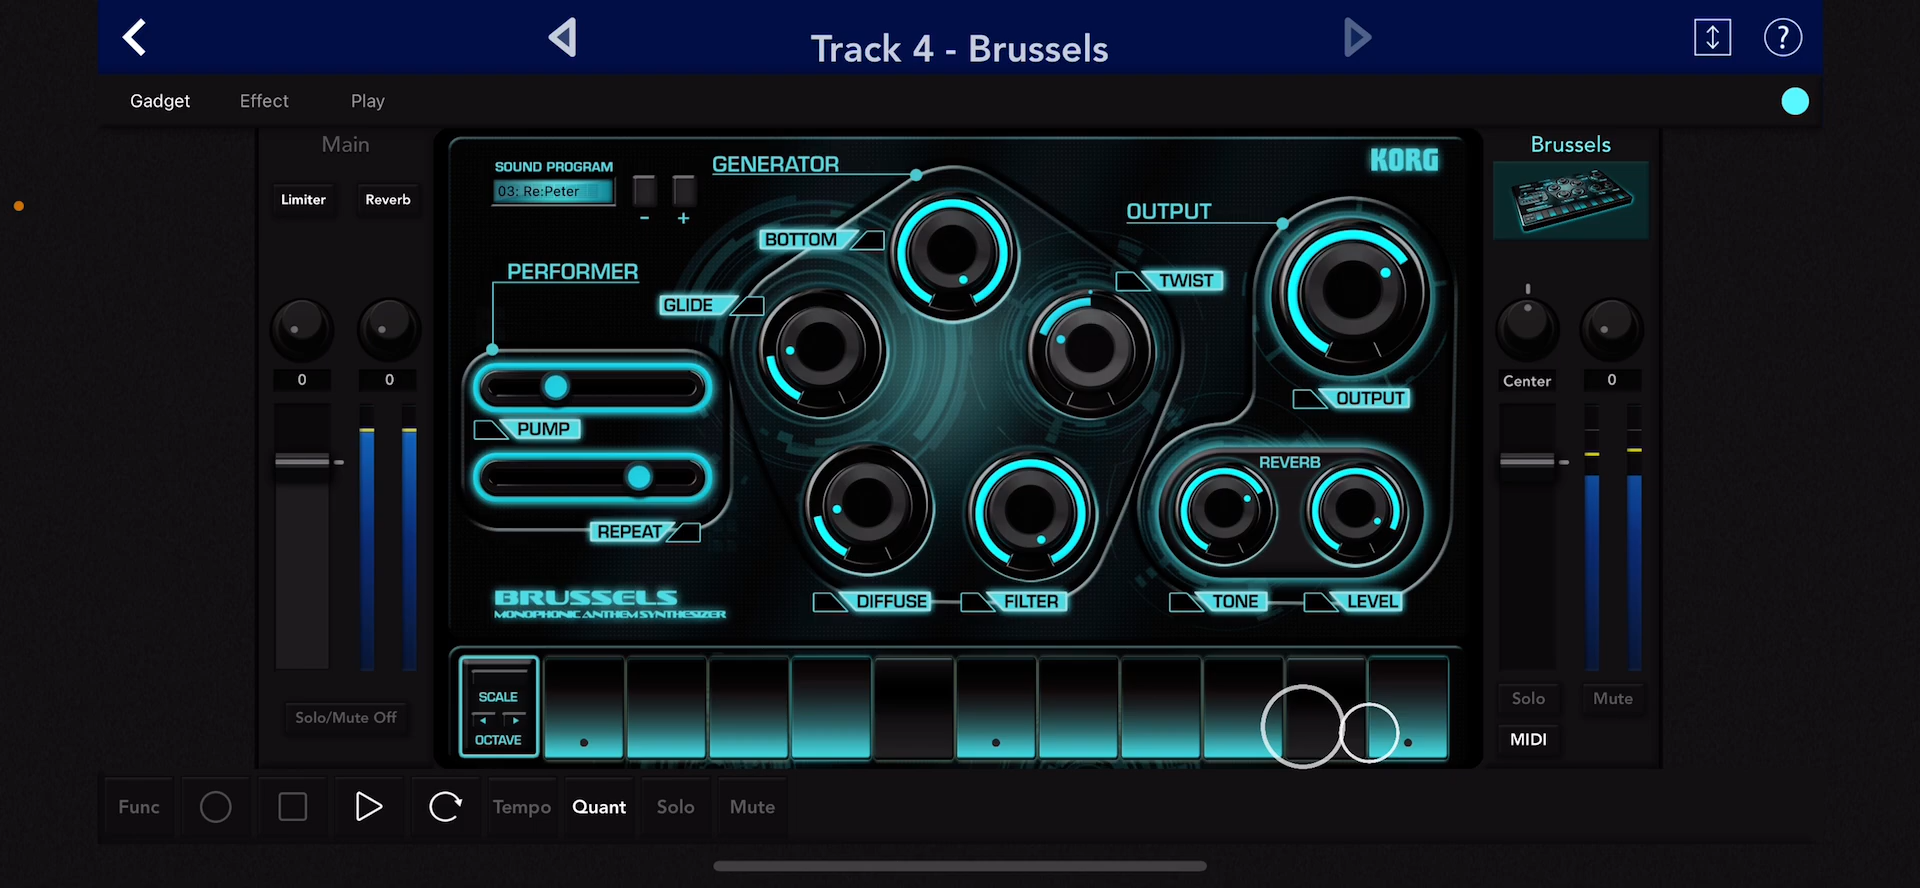 Track 4 - Brussels
?
Gadget Effect Play
Main
Limiter Reverb
0 0
Solo/Mute Off
SOUND PROGRAM
03: Re:Peter
- +
GENERATOR
KORG
OUTPUT
BOTTOM
TWIST
PERFORMER
GLIDE
OUTPUT
PUMP
REVERB
REPEAT
BRUSSELS
MONOPHONIC ANTHEM SYNTHESIZER
DIFFUSE FILTER TONE LEVEL
SCALE
OCTAVE
Brussels
Center 0
Solo Mute
MIDI
Func Tempo Quant Solo Mute